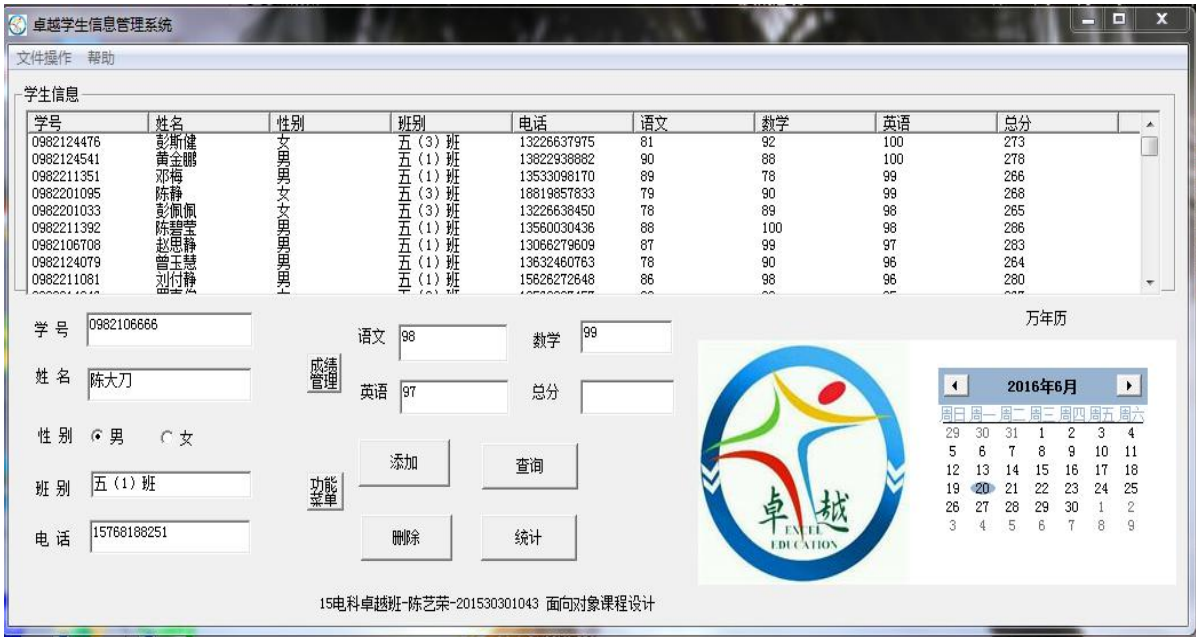 卓越学生信息管理系统
文件操作 帮助
学生信息
学号 姓名 性别 班别 电话 语文 数学 英语 总分
0982124476 彭斯健 女 五（3）班 13226637975 81 92 100 273
0982124541 黄金鹏 男 五（1）班 13822938882 90 88 100 278
0982211351 邓梅 男 五（1）班 13533098170 89 78 99 266
0982201095 陈静 女 五（3）班 18819857833 79 90 99 268
0982201033 彭佩佩 女 五（3）班 13226638450 78 89 98 265
0982211392 陈碧莹 男 五（1）班 13560030436 88 100 98 286
0982106708 赵思静 男 五（1）班 13066279609 87 99 97 283
0982124079 曾玉慧 男 五（1）班 13632460763 78 90 96 264
0982211081 刘付静 男 五（1）班 15626272648 86 98 96 280
学 号 0982106666 语文 98 数学 99
姓 名 陈大刀 成绩管理 英语 97 总分
性 别 男 女
班 别 五（1）班 功能菜单 添加 查询
电 话 15768188251 删除 统计
万年历
卓越
EXCEL
EDUCATION
2016年6月
周日 周一 周二 周三 周四 周五 周六
29 30 31 1 2 3 4
5 6 7 8 9 10 11
12 13 14 15 16 17 18
19 20 21 22 23 24 25
26 27 28 29 30 1 2
3 4 5 6 7 8 9
15电科卓越班-陈艺荣-201530301043 面向对象课程设计